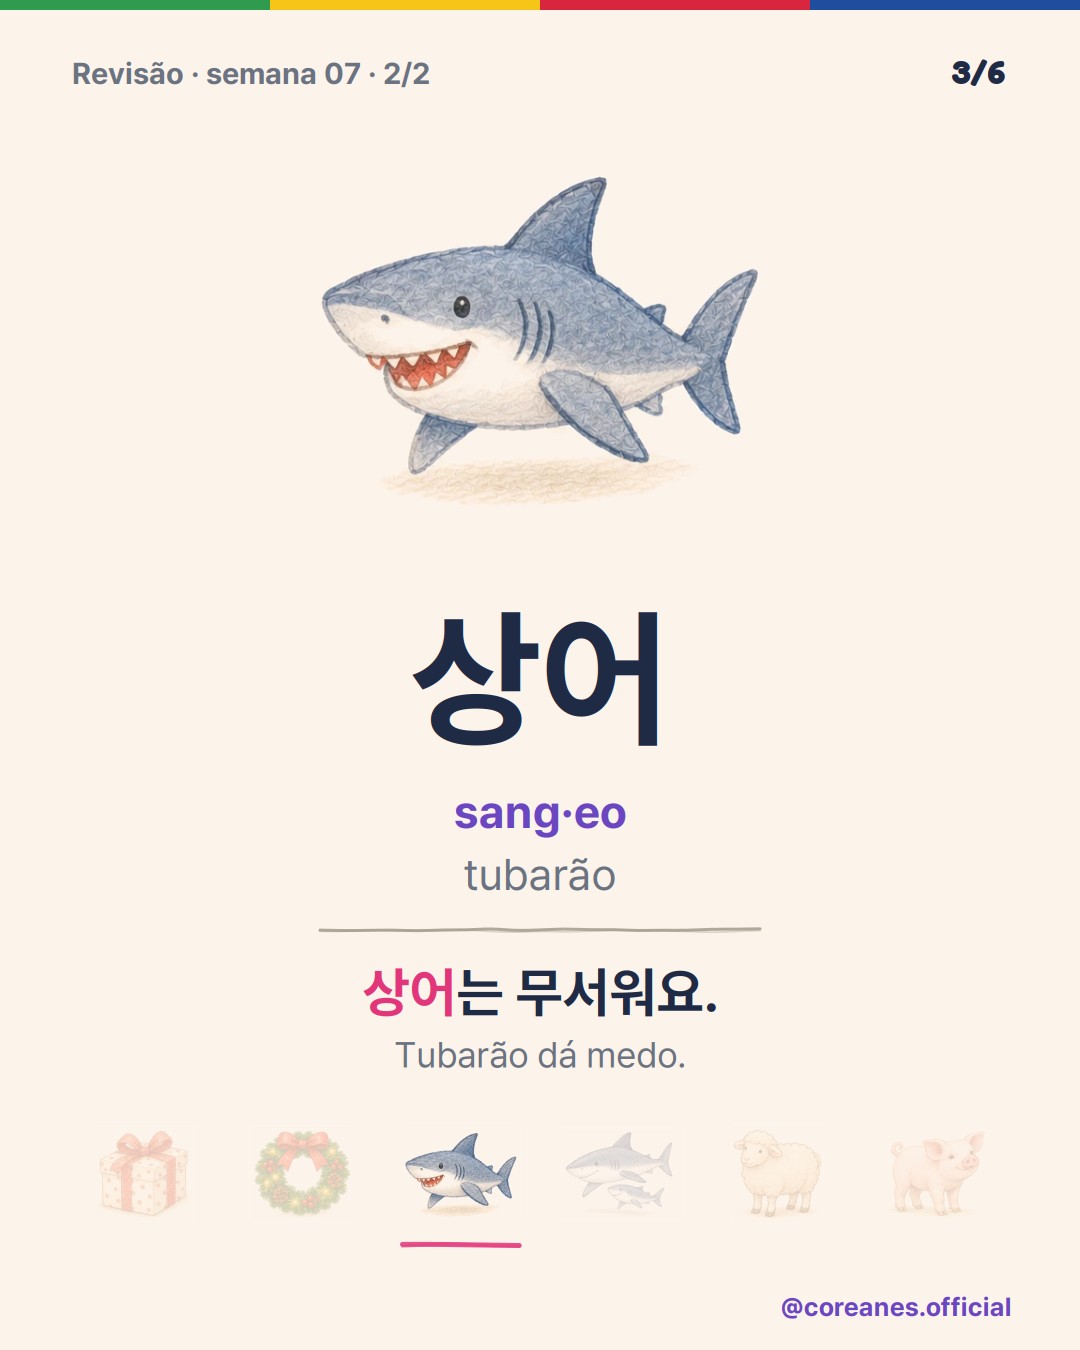 Revisão · semana 07 · 2/2
3/6
상어
sang·eo
tubarão
상어는 무서워요.
Tubarão dá medo.
@coreanes.official